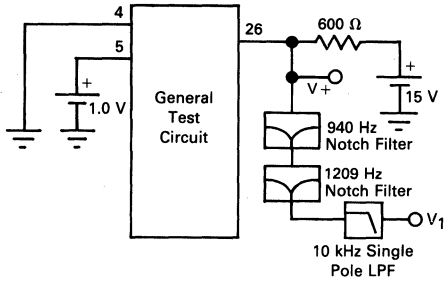 4
5
26
600 Ω
+
1.0 V
General
Test
Circuit
V+
+
15 V
940 Hz
Notch Filter
1209 Hz
Notch Filter
V1
10 kHz Single
Pole LPF